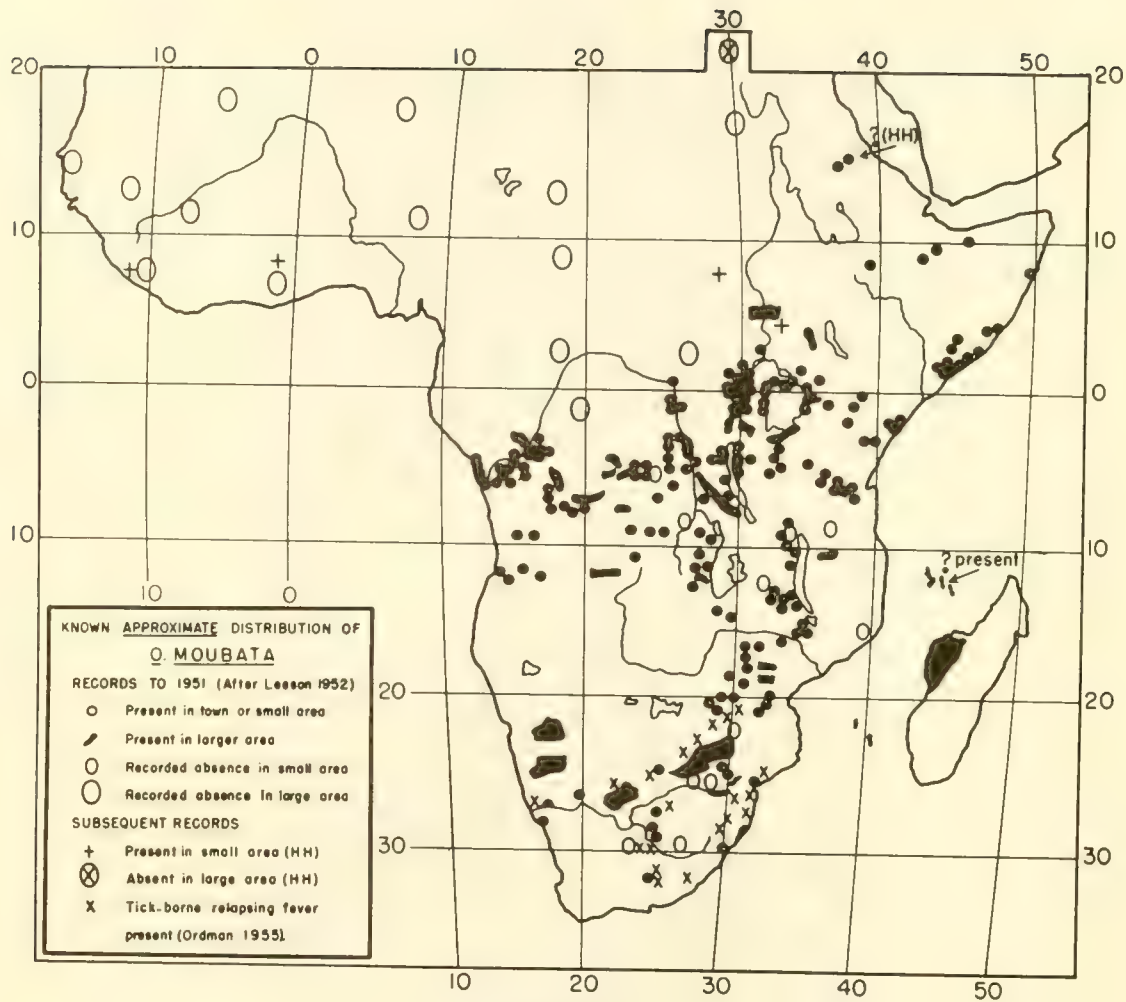 30
10 0 10 20 40 50
20 20
? (HH)
10 10
0 0
10 10
? present
10 0
KNOWN APPROXIMATE DISTRIBUTION OF
O. MOUBATA
RECORDS TO 1951 (After Leeson 1952)
Present in town or small area
Present in larger area
Recorded absence in small area
Recorded absence In large area
SUBSEQUENT RECORDS
+ Present in small area (HH)
Absent in large area (HH)
x Tick-borne relapsing fever
present (Ordman 1955).
20 20
30 30
10 20 30 40 50